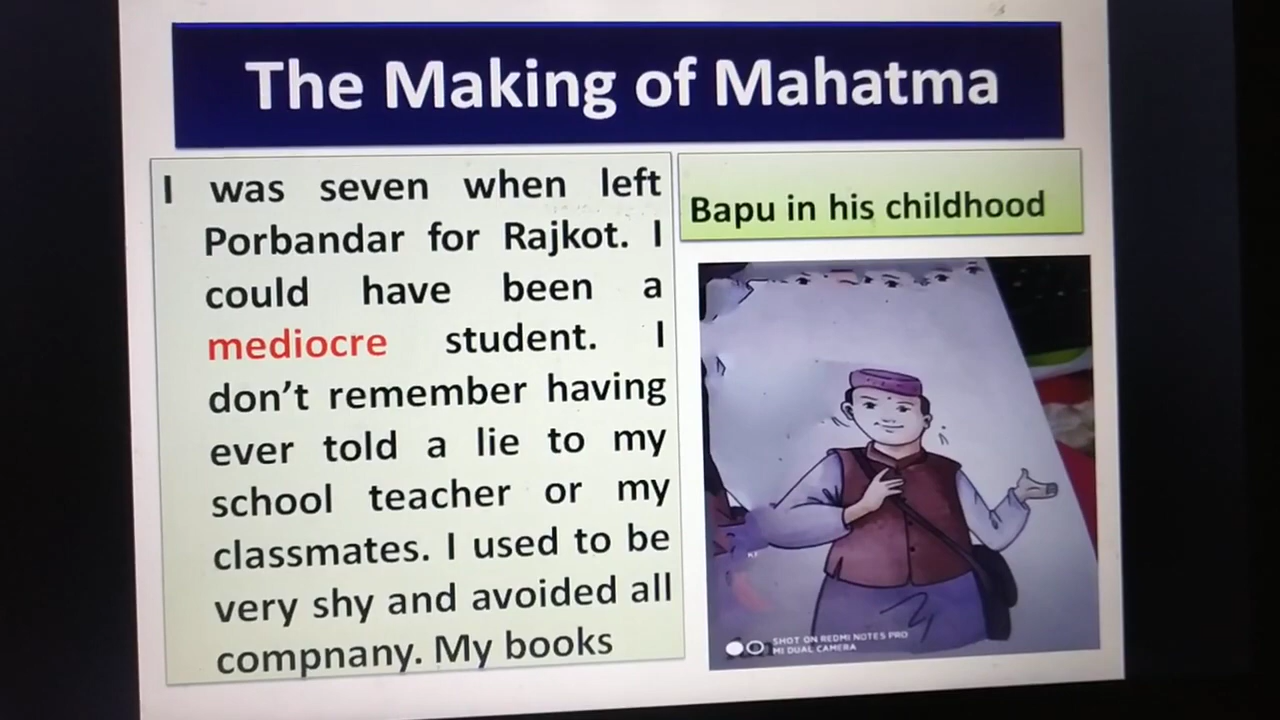 The Making of Mahatma
I was seven when left
Porbandar for Rajkot. I
could have been a
mediocre student. I
don't remember having
ever told a lie to my
school teacher or my
classmates. I used to be
very shy and avoided all
compnany. My books
Bapu in his childhood
SHOT ON REDMI NOTE5 PRO
MI DUAL CAMERA